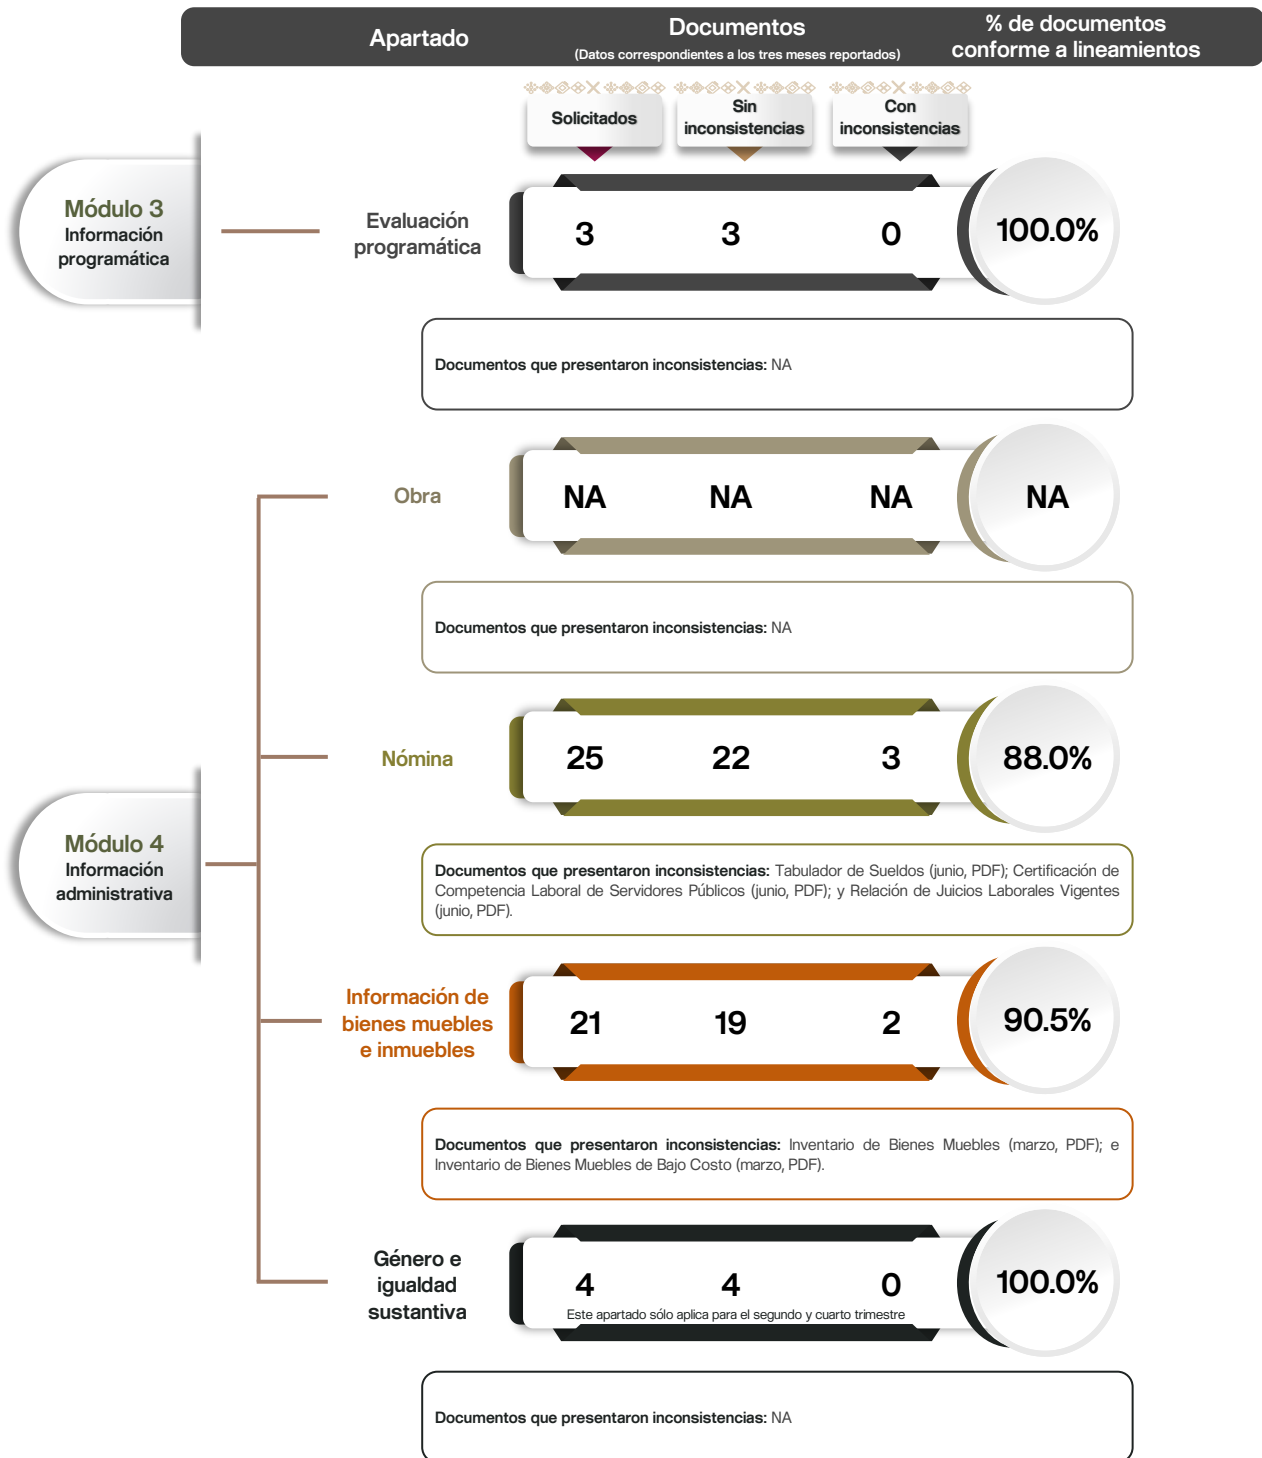 Apartado
Documentos
(Datos correspondientes a los tres meses reportados)
% de documentos
conforme a lineamientos
Solicitados
Sin
inconsistencias
Con
inconsistencias
Módulo 3
Información
programática
Evaluación
programática
3
3
0
100.0%
Documentos que presentaron inconsistencias: NA
Obra
NA
NA
NA
NA
Documentos que presentaron inconsistencias: NA
Nómina
25
22
3
88.0%
Módulo 4
Información
administrativa
Documentos que presentaron inconsistencias: Tabulador de Sueldos (junio, PDF); Certificación de
Competencia Laboral de Servidores Públicos (junio, PDF); y Relación de Juicios Laborales Vigentes
(junio, PDF).
Información de
bienes muebles
e inmuebles
21
19
2
90.5%
Documentos que presentaron inconsistencias: Inventario de Bienes Muebles (marzo, PDF); e
Inventario de Bienes Muebles de Bajo Costo (marzo, PDF).
Género e
igualdad
sustantiva
4
4
0
100.0%
Este apartado sólo aplica para el segundo y cuarto trimestre
Documentos que presentaron inconsistencias: NA